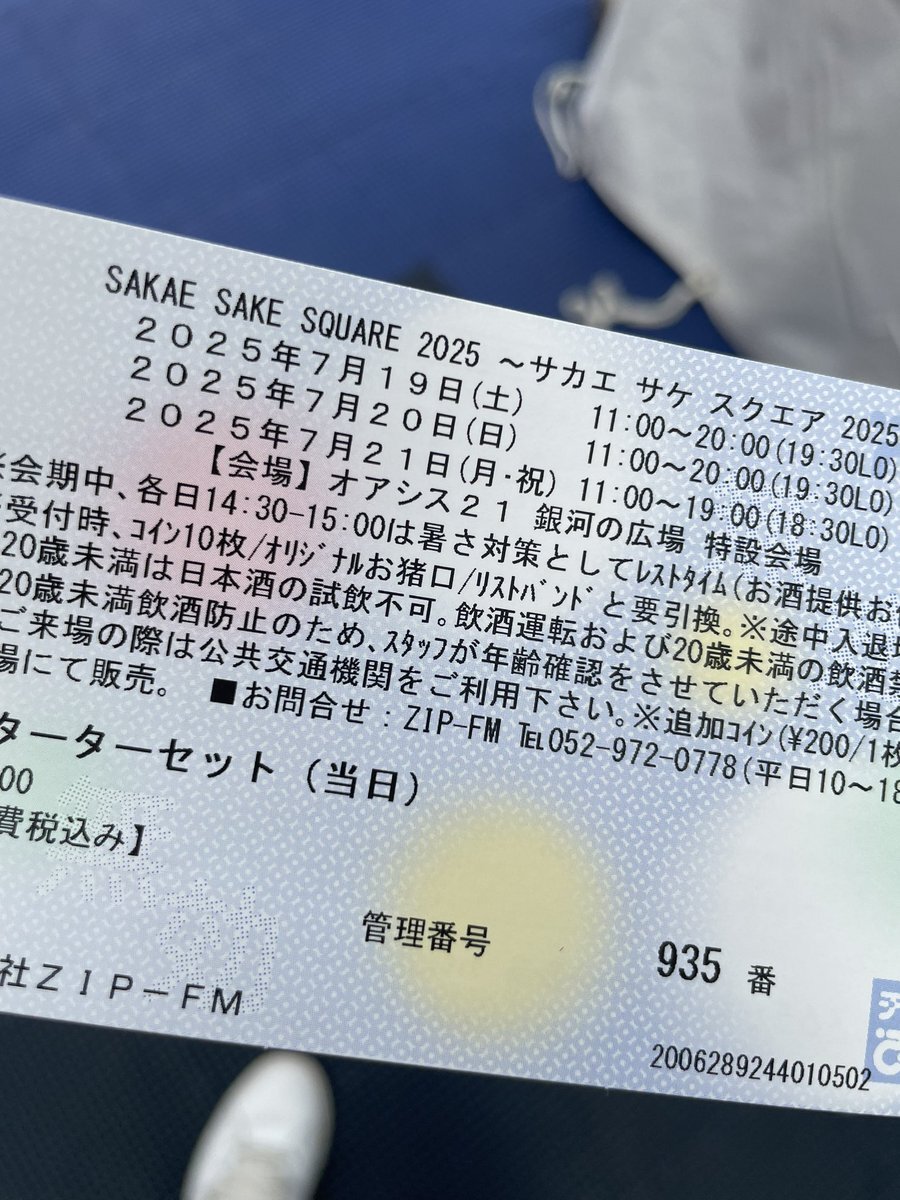 SAKAE SAKE SQUARE 2025 ～サカエ サケ スクエア 2025
２０２５年７月１９日(土) 11:00～20:00(19:30LO)
２０２５年７月２０日(日) 11:00～20:00(19:30LO)
２０２５年７月２１日(月・祝) 11:00～19:00(18:30LO)
【会場】オアシス２１ 銀河の広場 特設会場
※会期中、各日14:30-15:00は暑さ対策としてﾚｽﾄﾀｲﾑ(お酒提供お
受付時、ｺｲﾝ10枚/ｵﾘｼﾞﾅﾙお猪口/ﾘｽﾄﾊﾞﾝﾄﾞと要引換。※途中入退場
20歳未満は日本酒の試飲不可。飲酒運転および20歳未満の飲酒禁
20歳未満飲酒防止のため、ｽﾀｯﾌが年齢確認をさせていただく場合
ご来場の際は公共交通機関をご利用下さい。※追加ｺｲﾝ(¥200/1枚
場にて販売。 ■お問合せ：ZIP-FM ℡052-972-0778(平日10～18
ターターセット（当日）
00
費税込み】
管理番号 935 番
社ＺＩＰ－ＦＭ
2006289244010502